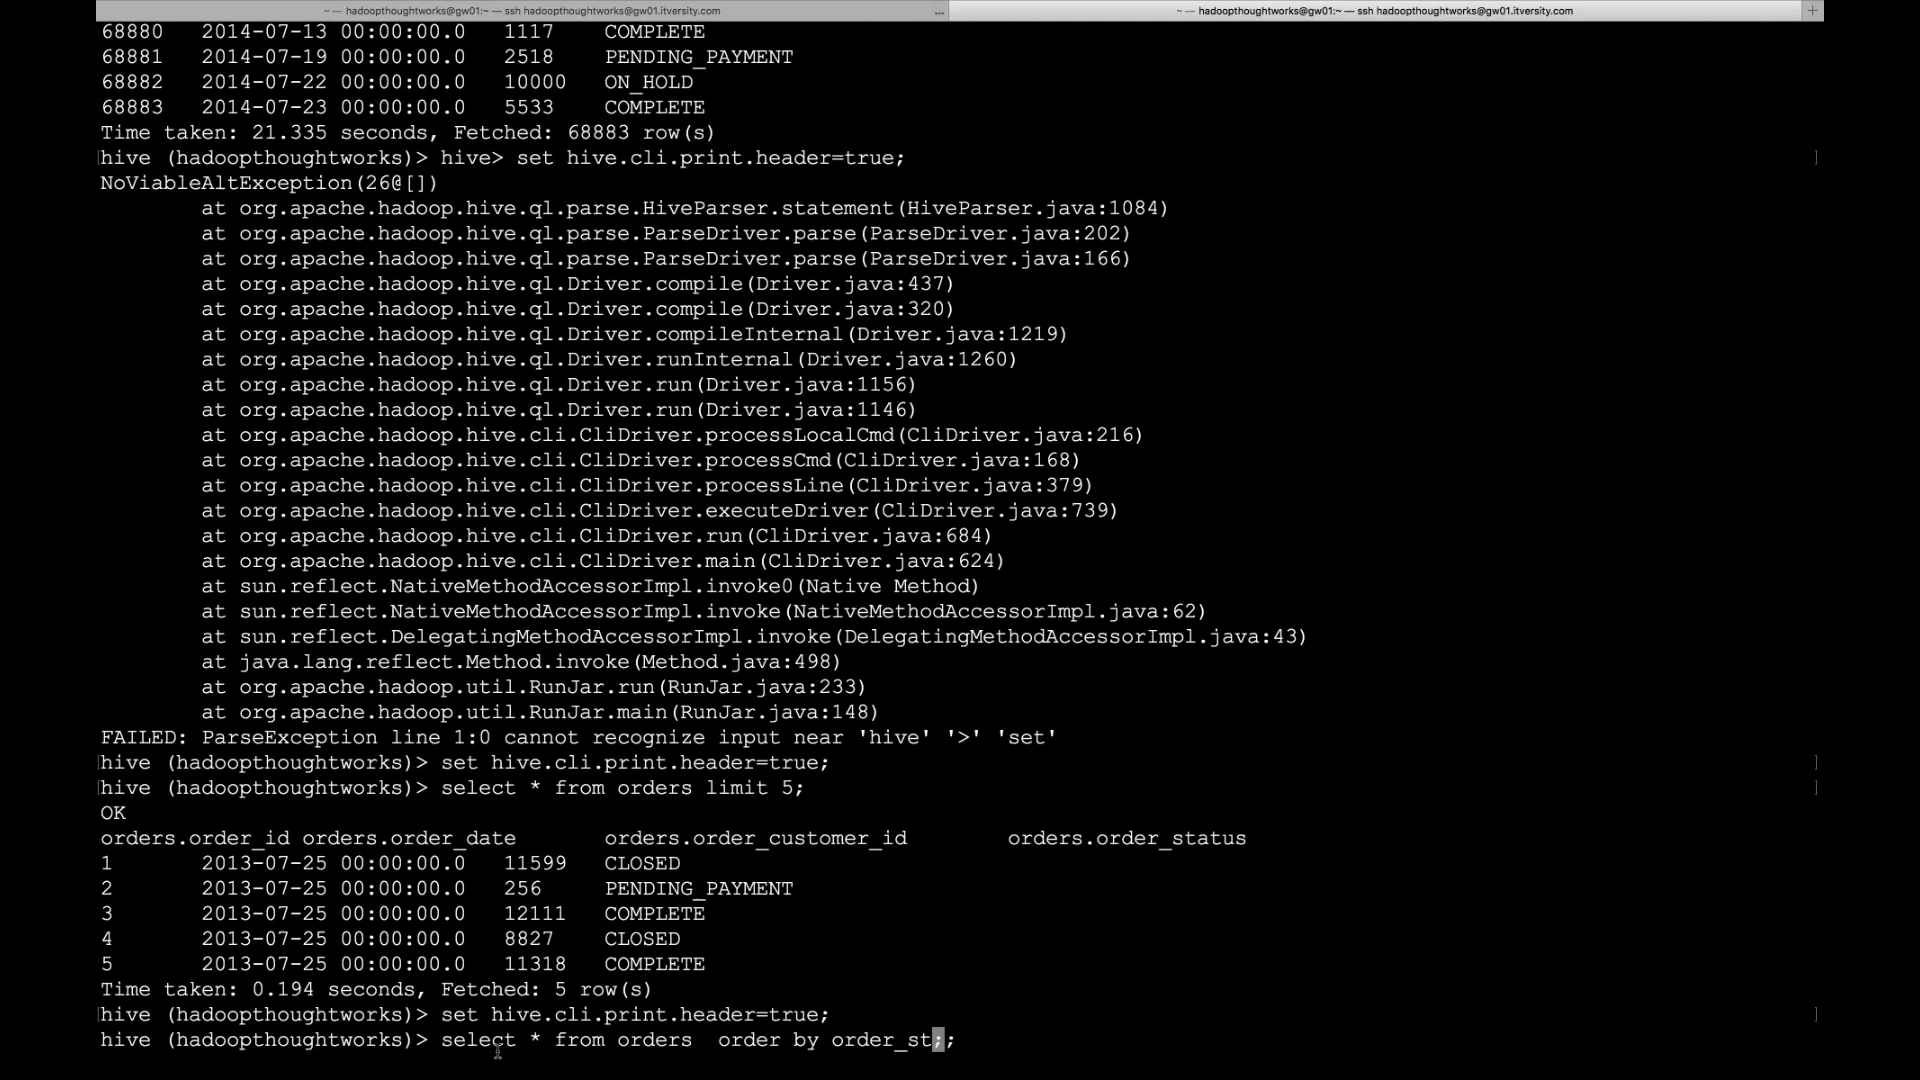 ~ — hadoopthoughtworks@gw01:~ — ssh hadoopthoughtworks@gw01.itversity.com ... ~ — hadoopthoughtworks@gw01:~ — ssh hadoopthoughtworks@gw01.itversity.com +
68880 2014-07-13 00:00:00.0 1117 COMPLETE
68881 2014-07-19 00:00:00.0 2518 PENDING_PAYMENT
68882 2014-07-22 00:00:00.0 10000 ON_HOLD
68883 2014-07-23 00:00:00.0 5533 COMPLETE
Time taken: 21.335 seconds, Fetched: 68883 row(s)
[hive (hadoopthoughtworks)> hive> set hive.cli.print.header=true; ]
NoViableAltException(26@[])
at org.apache.hadoop.hive.ql.parse.HiveParser.statement(HiveParser.java:1084)
at org.apache.hadoop.hive.ql.parse.ParseDriver.parse(ParseDriver.java:202)
at org.apache.hadoop.hive.ql.parse.ParseDriver.parse(ParseDriver.java:166)
at org.apache.hadoop.hive.ql.Driver.compile(Driver.java:437)
at org.apache.hadoop.hive.ql.Driver.compile(Driver.java:320)
at org.apache.hadoop.hive.ql.Driver.compileInternal(Driver.java:1219)
at org.apache.hadoop.hive.ql.Driver.runInternal(Driver.java:1260)
at org.apache.hadoop.hive.ql.Driver.run(Driver.java:1156)
at org.apache.hadoop.hive.ql.Driver.run(Driver.java:1146)
at org.apache.hadoop.hive.cli.CliDriver.processLocalCmd(CliDriver.java:216)
at org.apache.hadoop.hive.cli.CliDriver.processCmd(CliDriver.java:168)
at org.apache.hadoop.hive.cli.CliDriver.processLine(CliDriver.java:379)
at org.apache.hadoop.hive.cli.CliDriver.executeDriver(CliDriver.java:739)
at org.apache.hadoop.hive.cli.CliDriver.run(CliDriver.java:684)
at org.apache.hadoop.hive.cli.CliDriver.main(CliDriver.java:624)
at sun.reflect.NativeMethodAccessorImpl.invoke0(Native Method)
at sun.reflect.NativeMethodAccessorImpl.invoke(NativeMethodAccessorImpl.java:62)
at sun.reflect.DelegatingMethodAccessorImpl.invoke(DelegatingMethodAccessorImpl.java:43)
at java.lang.reflect.Method.invoke(Method.java:498)
at org.apache.hadoop.util.RunJar.run(RunJar.java:233)
at org.apache.hadoop.util.RunJar.main(RunJar.java:148)
FAILED: ParseException line 1:0 cannot recognize input near 'hive' '>' 'set'
[hive (hadoopthoughtworks)> set hive.cli.print.header=true; ]
[hive (hadoopthoughtworks)> select * from orders limit 5; ]
OK
orders.order_id orders.order_date orders.order_customer_id orders.order_status
1 2013-07-25 00:00:00.0 11599 CLOSED
2 2013-07-25 00:00:00.0 256 PENDING_PAYMENT
3 2013-07-25 00:00:00.0 12111 COMPLETE
4 2013-07-25 00:00:00.0 8827 CLOSED
5 2013-07-25 00:00:00.0 11318 COMPLETE
Time taken: 0.194 seconds, Fetched: 5 row(s)
[hive (hadoopthoughtworks)> set hive.cli.print.header=true; ]
hive (hadoopthoughtworks)> select * from orders  order by order_st;;